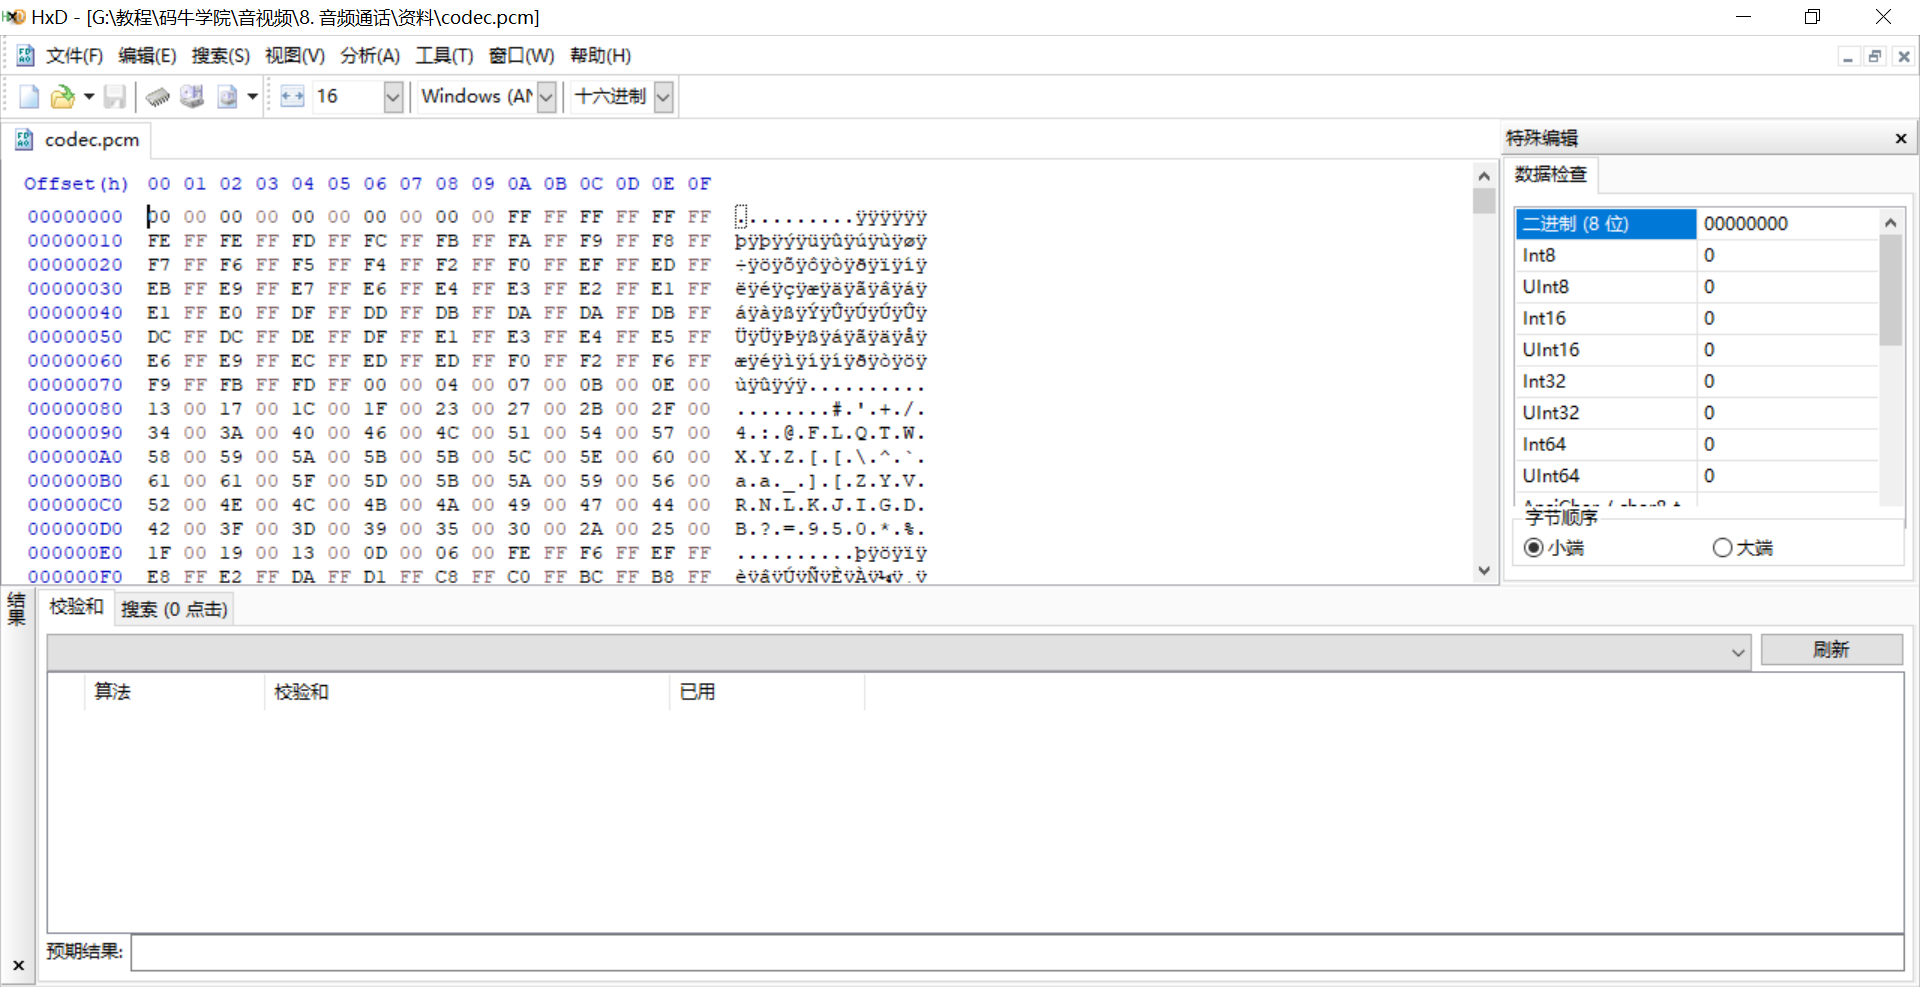 HxD - [G:\教程\码牛学院\音视频\8. 音频通话\资料\codec.pcm]
文件(F) 编辑(E) 搜索(S) 视图(V) 分析(A) 工具(T) 窗口(W) 帮助(H)
16 Windows (AN 十六进制
codec.pcm
Offset(h) 00 01 02 03 04 05 06 07 08 09 0A 0B 0C 0D 0E 0F
00000000 00 00 00 00 00 00 00 00 00 00 FF FF FF FF FF FF ..........ÿÿÿÿÿÿ
00000010 FE FF FE FF FD FF FC FF FB FF FA FF F9 FF F8 FF þÿþÿýÿüÿûÿúÿùÿøÿ
00000020 F7 FF F6 FF F5 FF F4 FF F2 FF F0 FF EF FF ED FF ÷ÿöÿõÿôÿòÿðÿïÿíÿ
00000030 EB FF E9 FF E7 FF E6 FF E4 FF E3 FF E2 FF E1 FF ëÿéÿçÿæÿäÿãÿâÿáÿ
00000040 E1 FF E0 FF DF FF DD FF DB FF DA FF DA FF DB FF áÿàÿßÿÝÿÛÿÚÿÚÿÛÿ
00000050 DC FF DC FF DE FF DF FF E1 FF E3 FF E4 FF E5 FF ÜÿÜÿÞÿßÿáÿãÿäÿåÿ
00000060 E6 FF E9 FF EC FF ED FF ED FF F0 FF F2 FF F6 FF æÿéÿìÿíÿíÿðÿòÿöÿ
00000070 F9 FF FB FF FD FF 00 00 04 00 07 00 0B 00 0E 00 ùÿûÿýÿ..........
00000080 13 00 17 00 1C 00 1F 00 23 00 27 00 2B 00 2F 00 ........#.'.+./.
00000090 34 00 3A 00 40 00 46 00 4C 00 51 00 54 00 57 00 4.:.@.F.L.Q.T.W.
000000A0 58 00 59 00 5A 00 5B 00 5B 00 5C 00 5E 00 60 00 X.Y.Z.[.[.\.^.`.
000000B0 61 00 61 00 5F 00 5D 00 5B 00 5A 00 59 00 56 00 a.a._.].[.Z.Y.V.
000000C0 52 00 4E 00 4C 00 4B 00 4A 00 49 00 47 00 44 00 R.N.L.K.J.I.G.D.
000000D0 42 00 3F 00 3D 00 39 00 35 00 30 00 2A 00 25 00 B.?.=.9.5.0.*.%.
000000E0 1F 00 19 00 13 00 0D 00 06 00 FE FF F6 FF EF FF ..........þÿöÿïÿ
000000F0 E8 FF E2 FF DA FF D1 FF C8 FF C0 FF BC FF B8 FF èÿâÿÚÿÑÿÈÿÀÿ¼ÿ¸ÿ
特殊编辑
数据检查
二进制 (8 位) 00000000
Int8 0
UInt8 0
Int16 0
UInt16 0
Int32 0
UInt32 0
Int64 0
UInt64 0
字节顺序
小端 大端
结果
校验和 搜索 (0 点击)
刷新
算法 校验和 已用
预期结果: